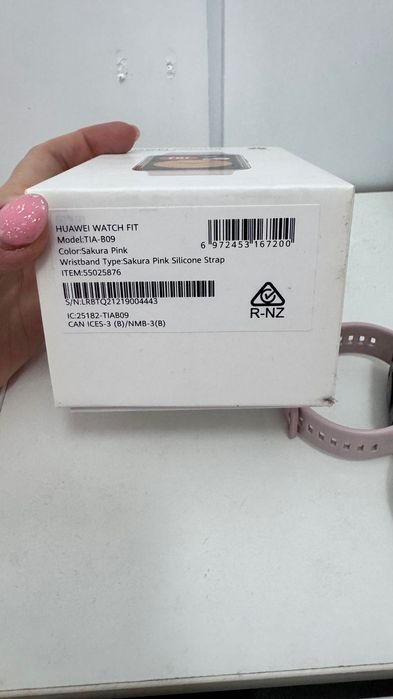 HUAWEI WATCH FIT
Model:TIA-B09
Color:Sakura Pink
Wristband Type:Sakura Pink Silicone Strap
ITEM:55025876
6 972453 167200
S/N:LRBTQ21219004443
IC:25182-TIAB09
CAN ICES-3 (B)/NMB-3(B)
R-NZ